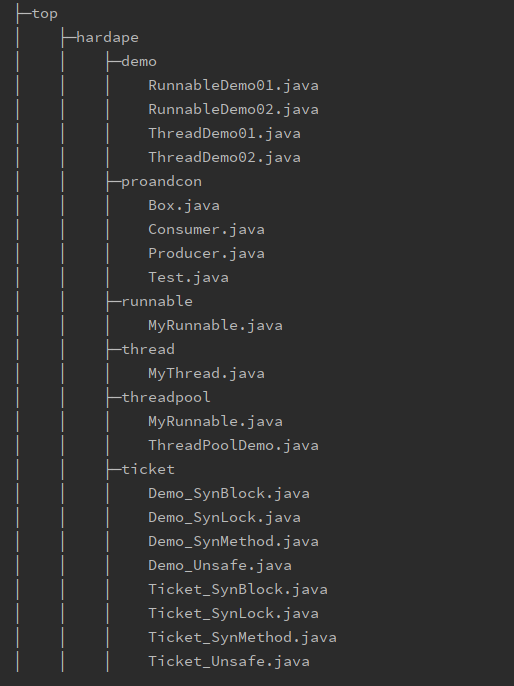 ├─top
│    ├─hardape
│    │    ├─demo
│    │    │    RunnableDemo01.java
│    │    │    RunnableDemo02.java
│    │    │    ThreadDemo01.java
│    │    │    ThreadDemo02.java
│    │    ├─proandcon
│    │    │    Box.java
│    │    │    Consumer.java
│    │    │    Producer.java
│    │    │    Test.java
│    │    ├─runnable
│    │    │    MyRunnable.java
│    │    ├─thread
│    │    │    MyThread.java
│    │    ├─threadpool
│    │    │    MyRunnable.java
│    │    │    ThreadPoolDemo.java
│    │    ├─ticket
│    │    │    Demo_SynBlock.java
│    │    │    Demo_SynLock.java
│    │    │    Demo_SynMethod.java
│    │    │    Demo_Unsafe.java
│    │    │    Ticket_SynBlock.java
│    │    │    Ticket_SynLock.java
│    │    │    Ticket_SynMethod.java
│    │    │    Ticket_Unsafe.java